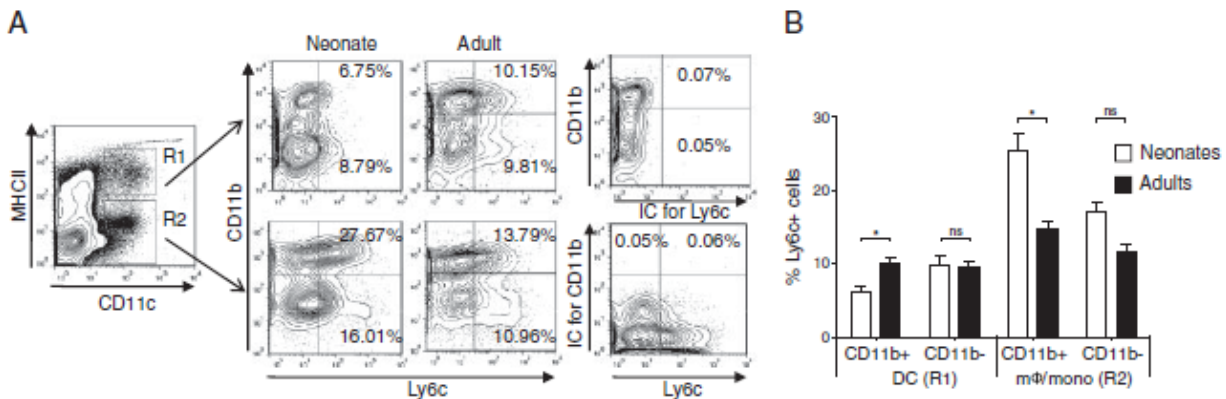 A
B
Neonate
Adult
6.75%
10.15%
8.79%
9.81%
0.07%
0.05%
CD11b
IC for Ly6c
MHCII
R1
R2
CD11c
CD11b
27.67%
13.79%
16.01%
10.96%
Ly6c
IC for CD11b
0.05%
0.06%
Ly6c
% Ly6c+ cells
30
20
10
0
*
ns
*
ns
Neonates
Adults
CD11b+
CD11b-
CD11b+
CD11b-
DC (R1)
mΦ/mono (R2)